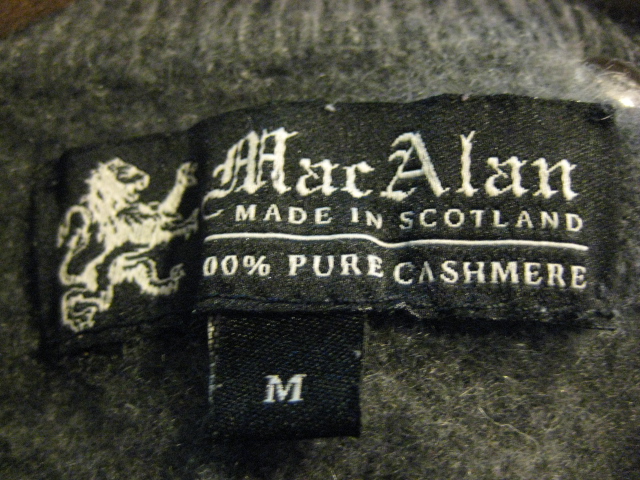 MacAlan
MADE IN SCOTLAND
00% PURE CASHMERE
M